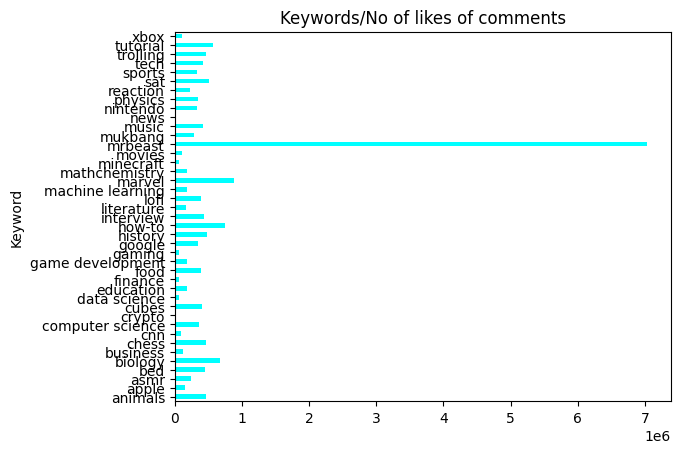 Keywords/No of likes of comments
xbox
tutorial
trolling
tech
sports
sat
reaction
physics
nintendo
news
music
mukbang
mrbeast
movies
minecraft
mathchemistry
marvel
machine learning
lofi
literature
interview
how-to
history
google
gaming
game development
food
finance
education
data science
cubes
crypto
computer science
cnn
chess
business
biology
bed
asmr
apple
animals
Keyword
0 1 2 3 4 5 6 7
1e6